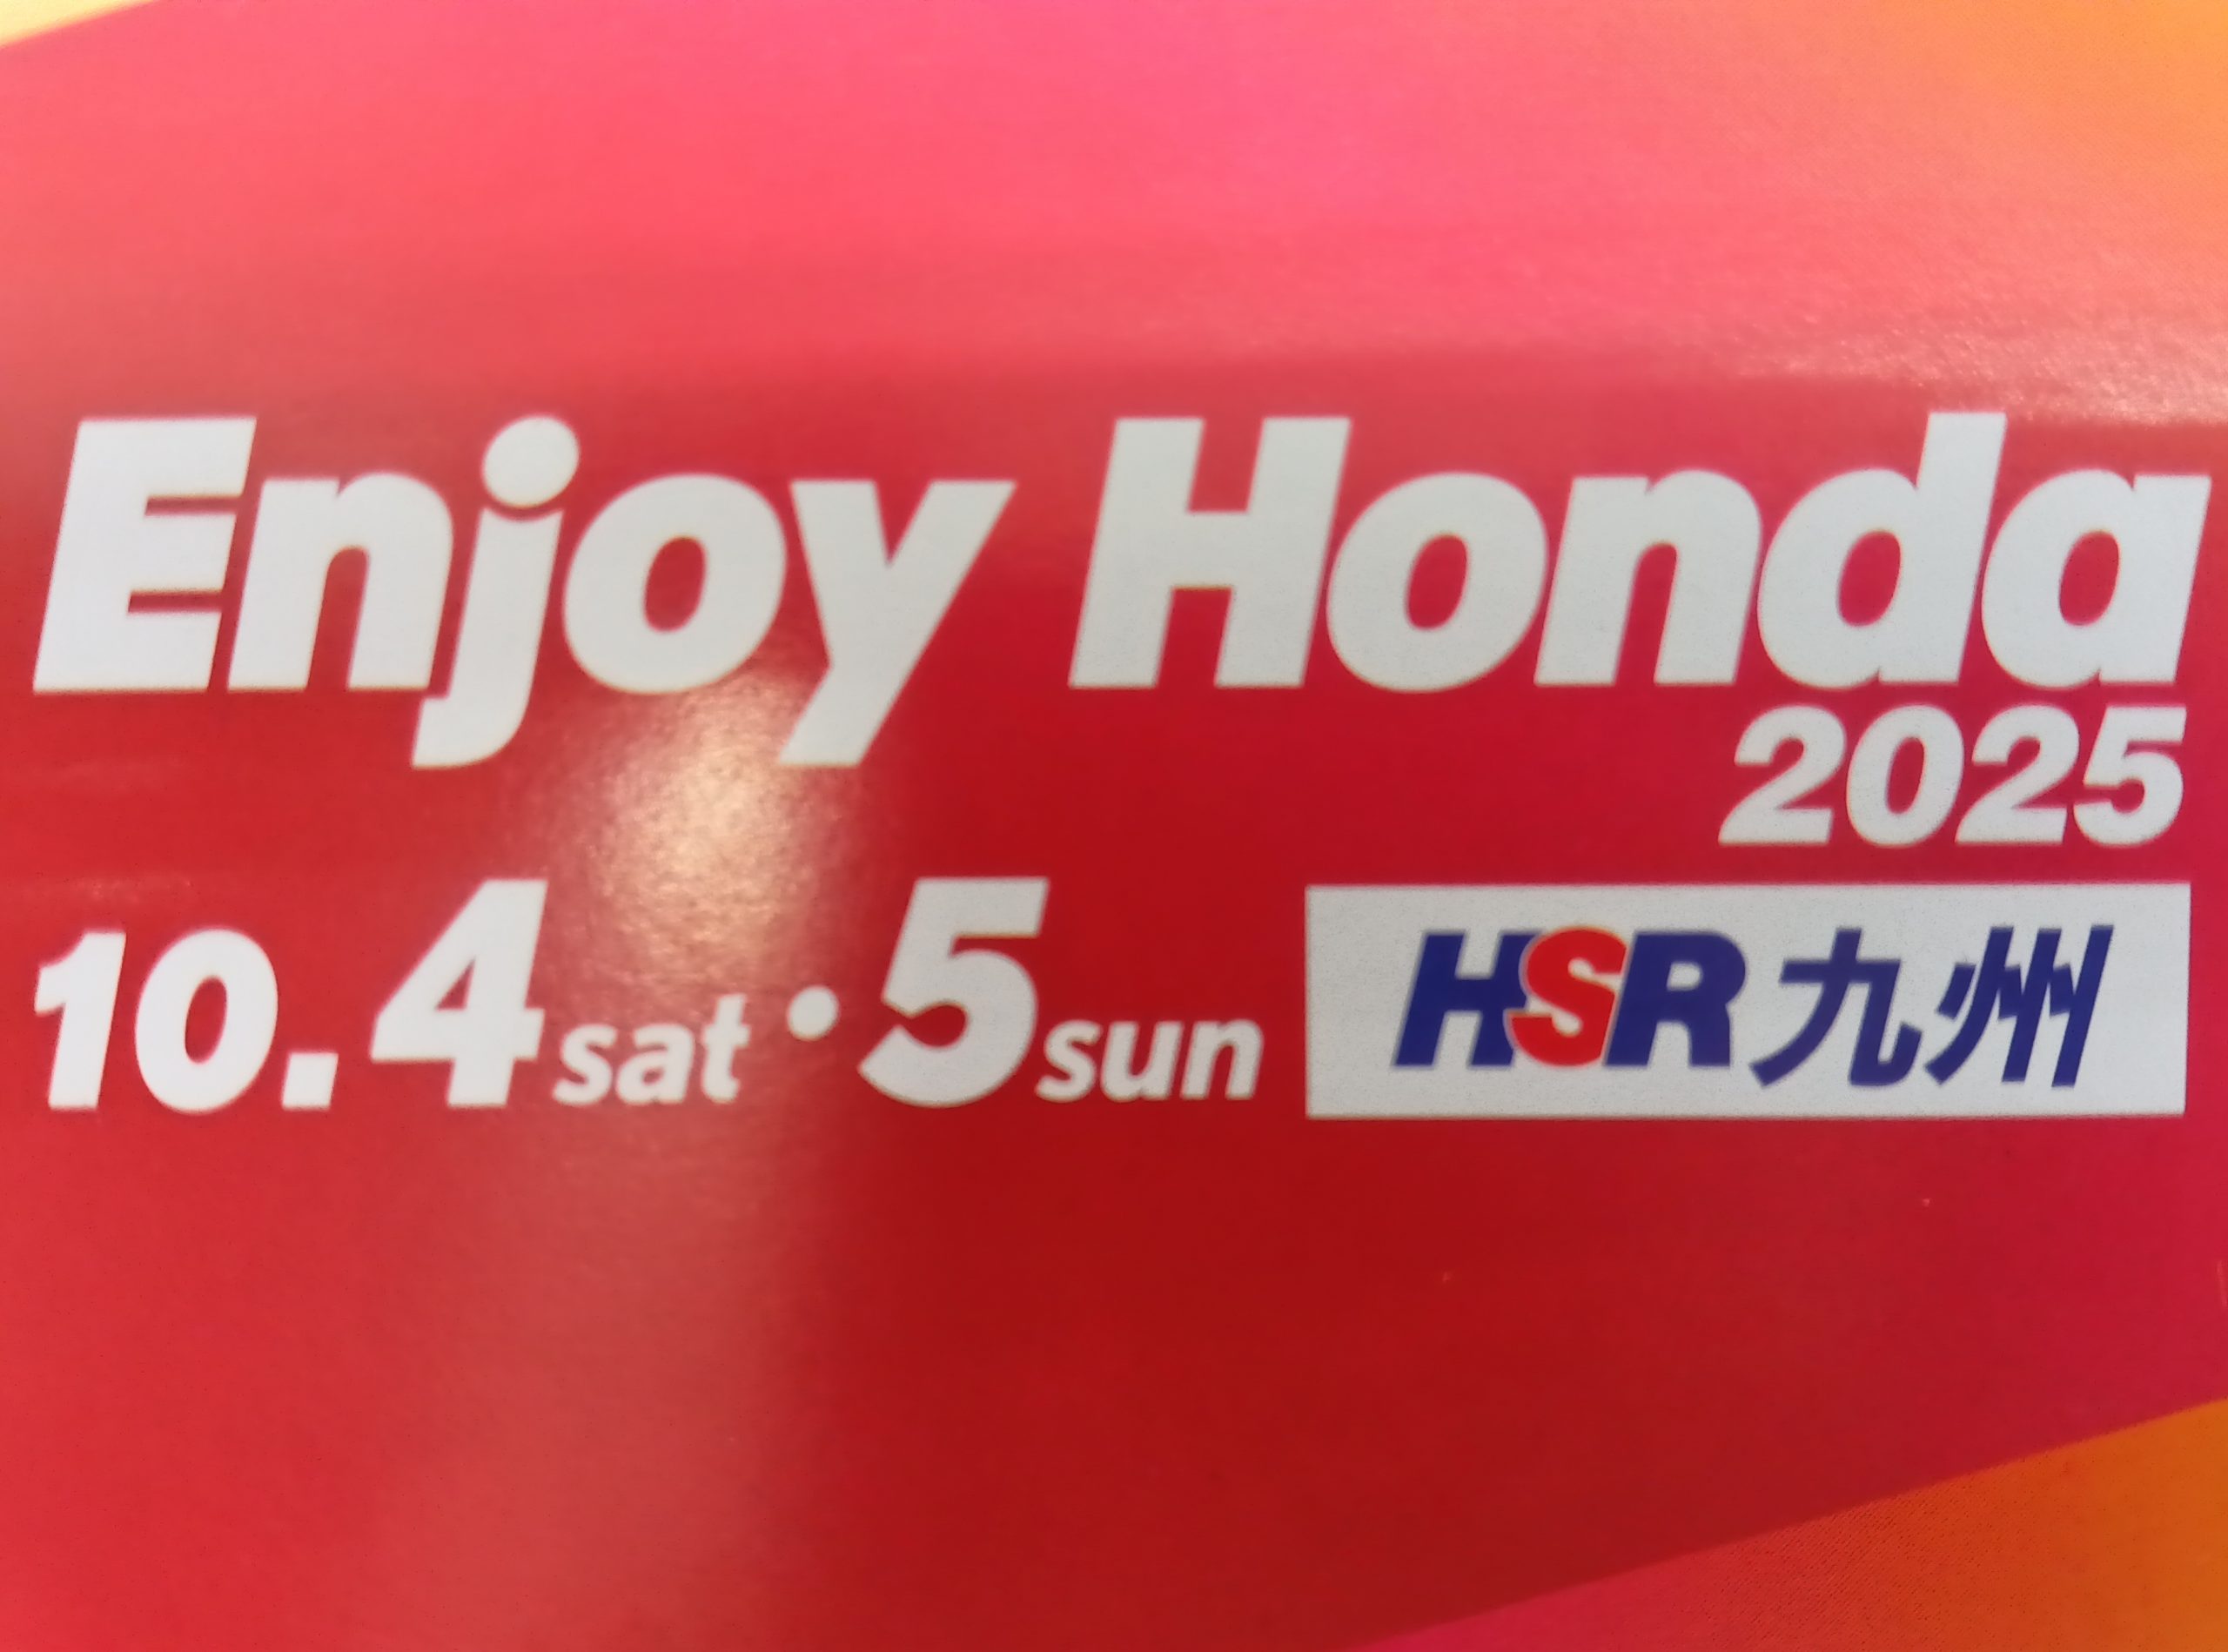 Enjoy Honda
2025
10.4sat・5sun
HSR九州